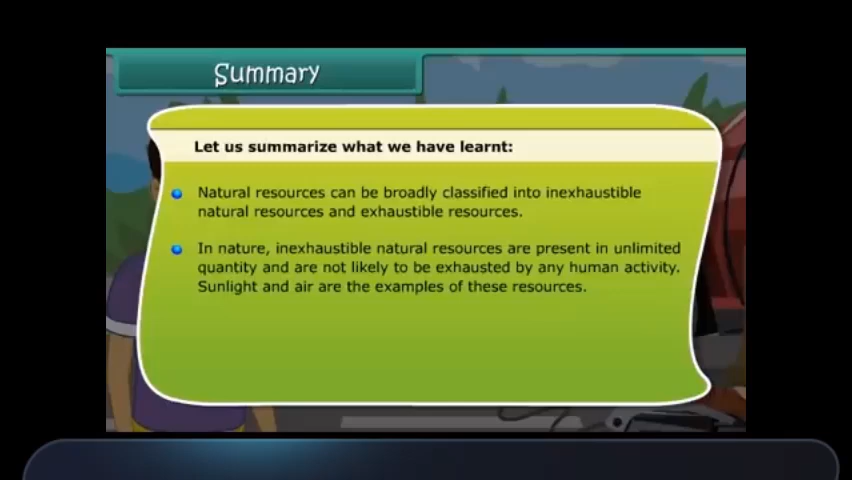 Summary
Let us summarize what we have learnt:
Natural resources can be broadly classified into inexhaustible
natural resources and exhaustible resources.
In nature, inexhaustible natural resources are present in unlimited
quantity and are not likely to be exhausted by any human activity.
Sunlight and air are the examples of these resources.